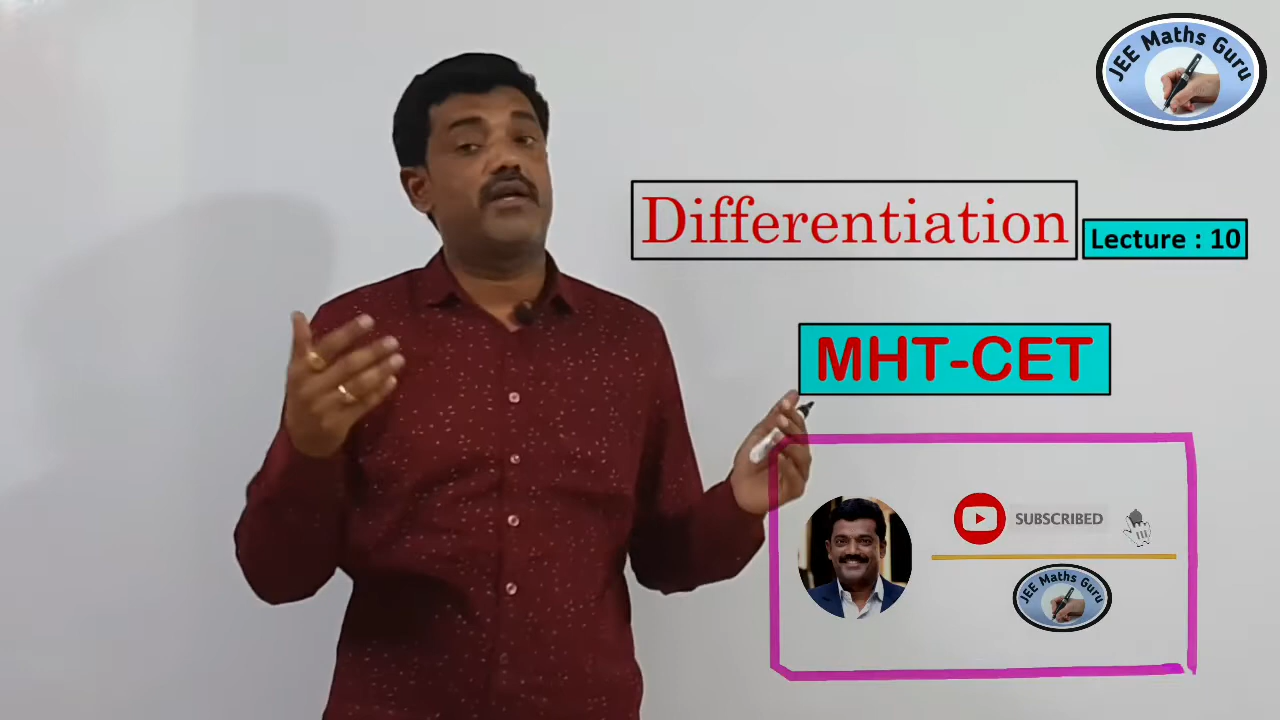 JEE Maths Guru
Differentiation
Lecture : 10
MHT-CET
SUBSCRIBED
JEE Maths Guru